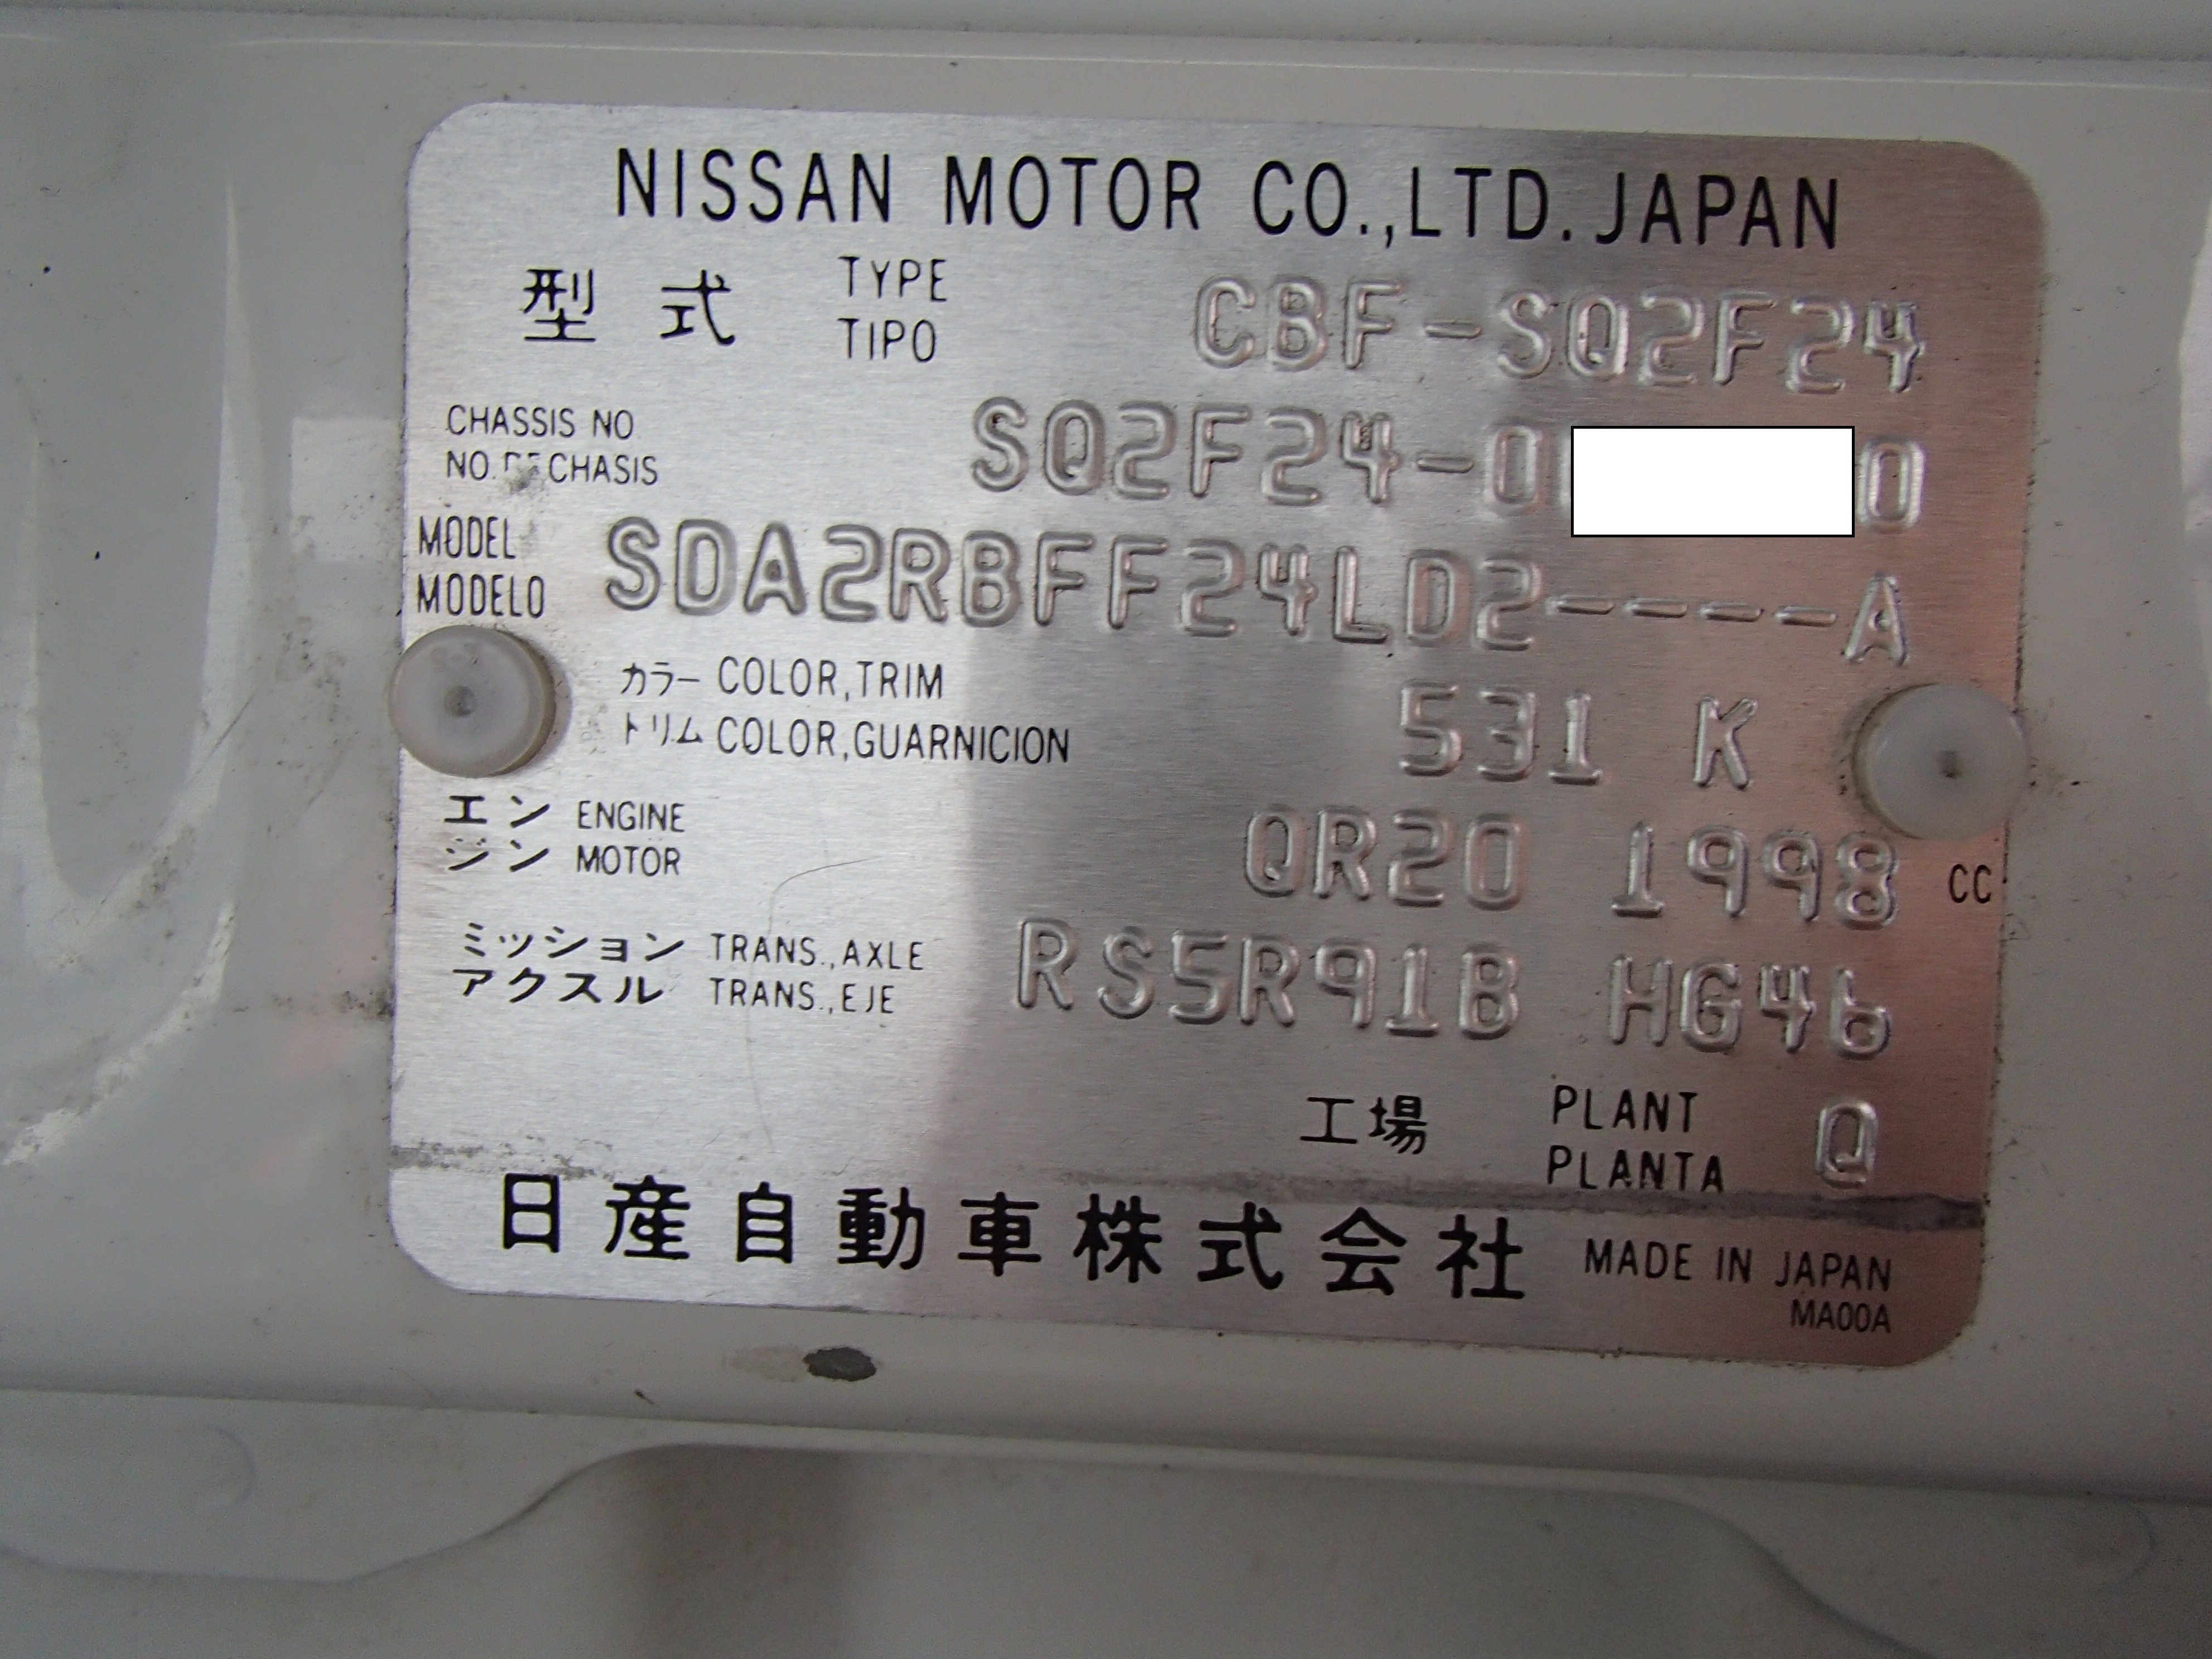 NISSAN MOTOR CO.,LTD.JAPAN
型式 TYPE CBF-SQ2F24
TIPO
CHASSIS NO SQ2F24-0 0
NO. CHASIS
MODEL SDA2RBFF24LD2----A
MODELO
カラー COLOR,TRIM 531 K
トリム COLOR,GUARNICION
エン ENGINE QR20 1998 CC
ジン MOTOR
ミッション TRANS.,AXLE RS5R91B HG46
アクスル TRANS.,EJE
工場 PLANT Q
PLANTA
日産自動車株式会社 MADE IN JAPAN
MA00A